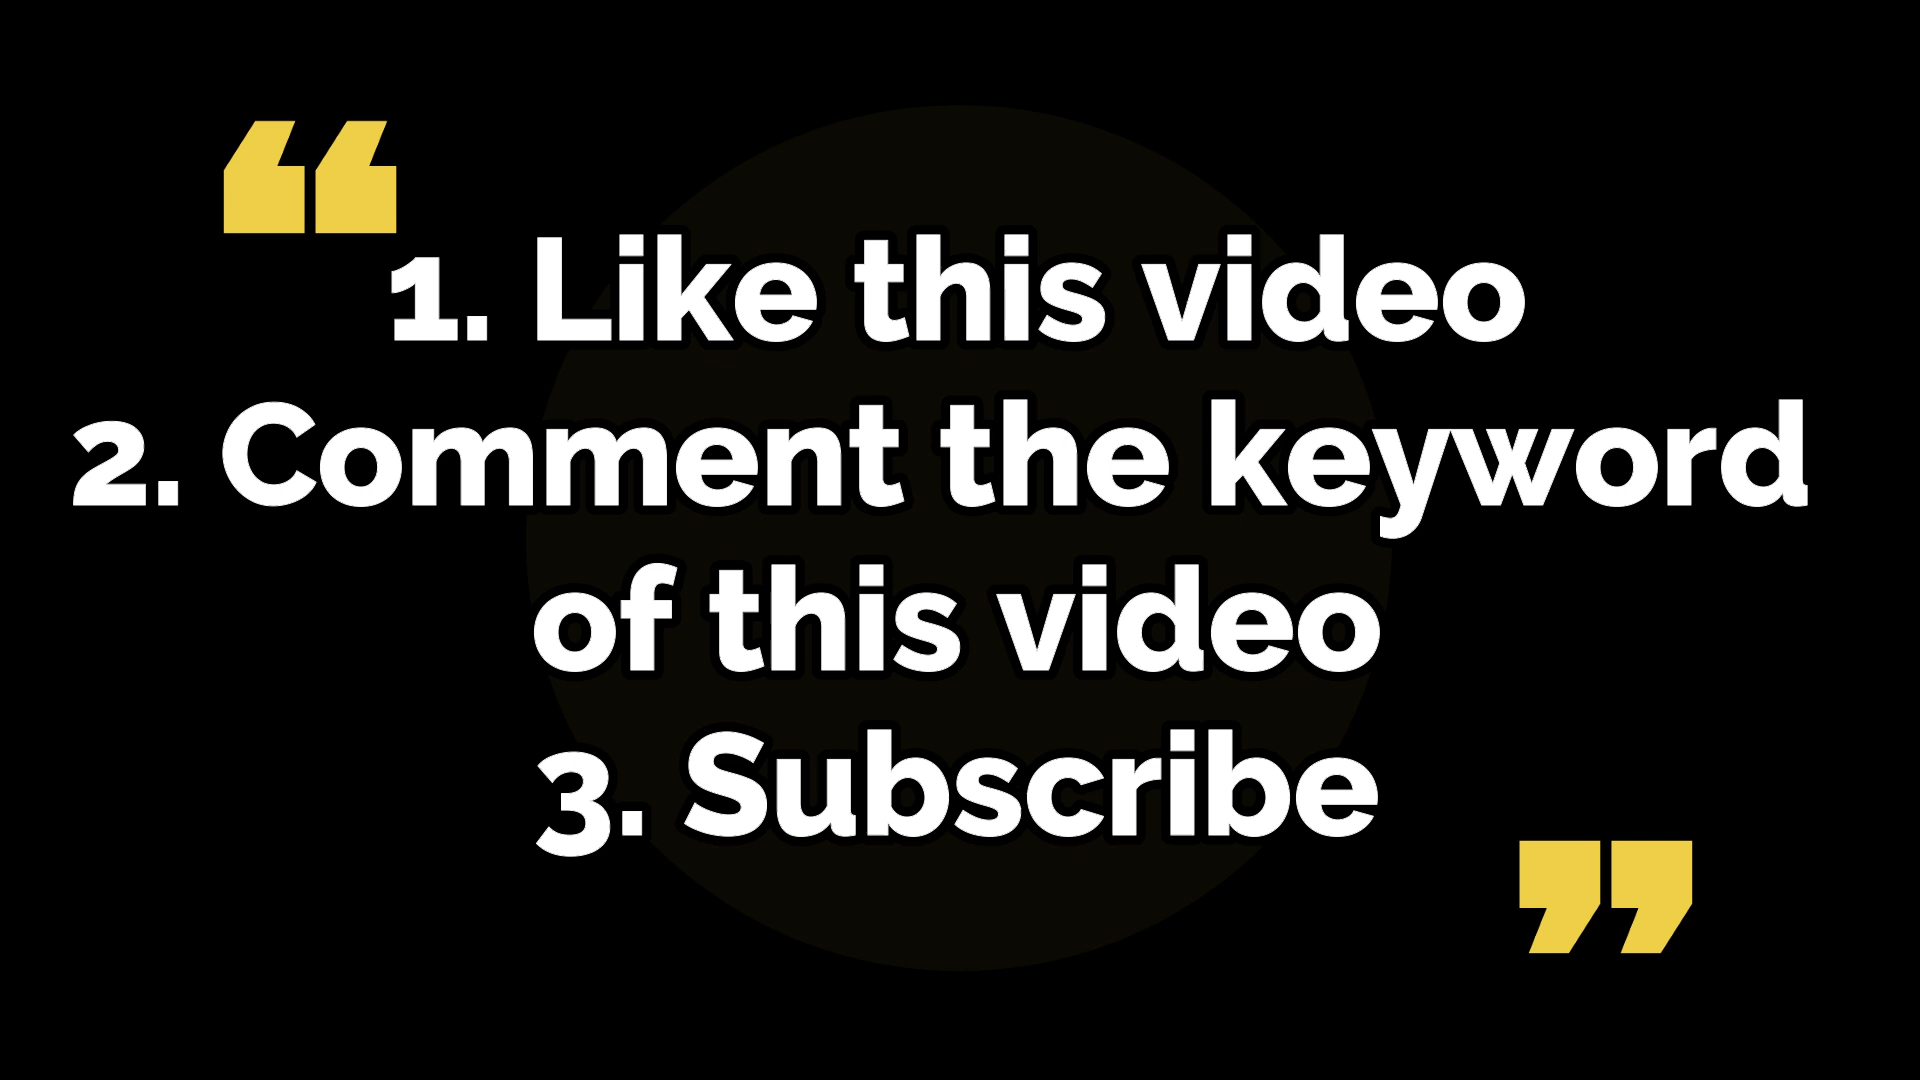 “
1. Like this video
2. Comment the keyword
of this video
3. Subscribe
”